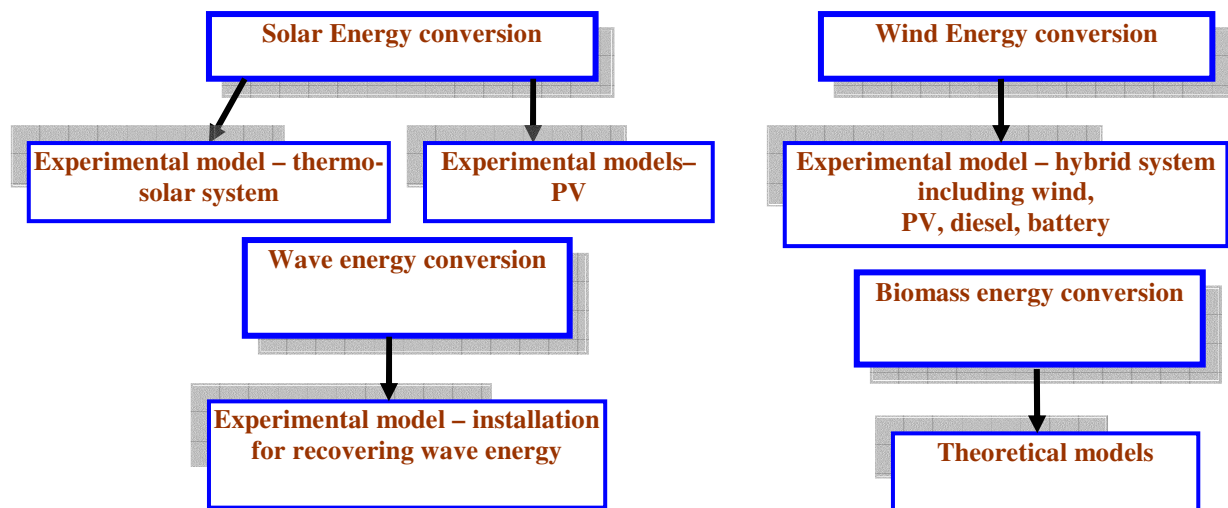 Solar Energy conversion
Wind Energy conversion
Experimental model – thermo-
solar system
Experimental models–
PV
Experimental model – hybrid system
including wind,
PV, diesel, battery
Wave energy conversion
Biomass energy conversion
Experimental model – installation
for recovering wave energy
Theoretical models